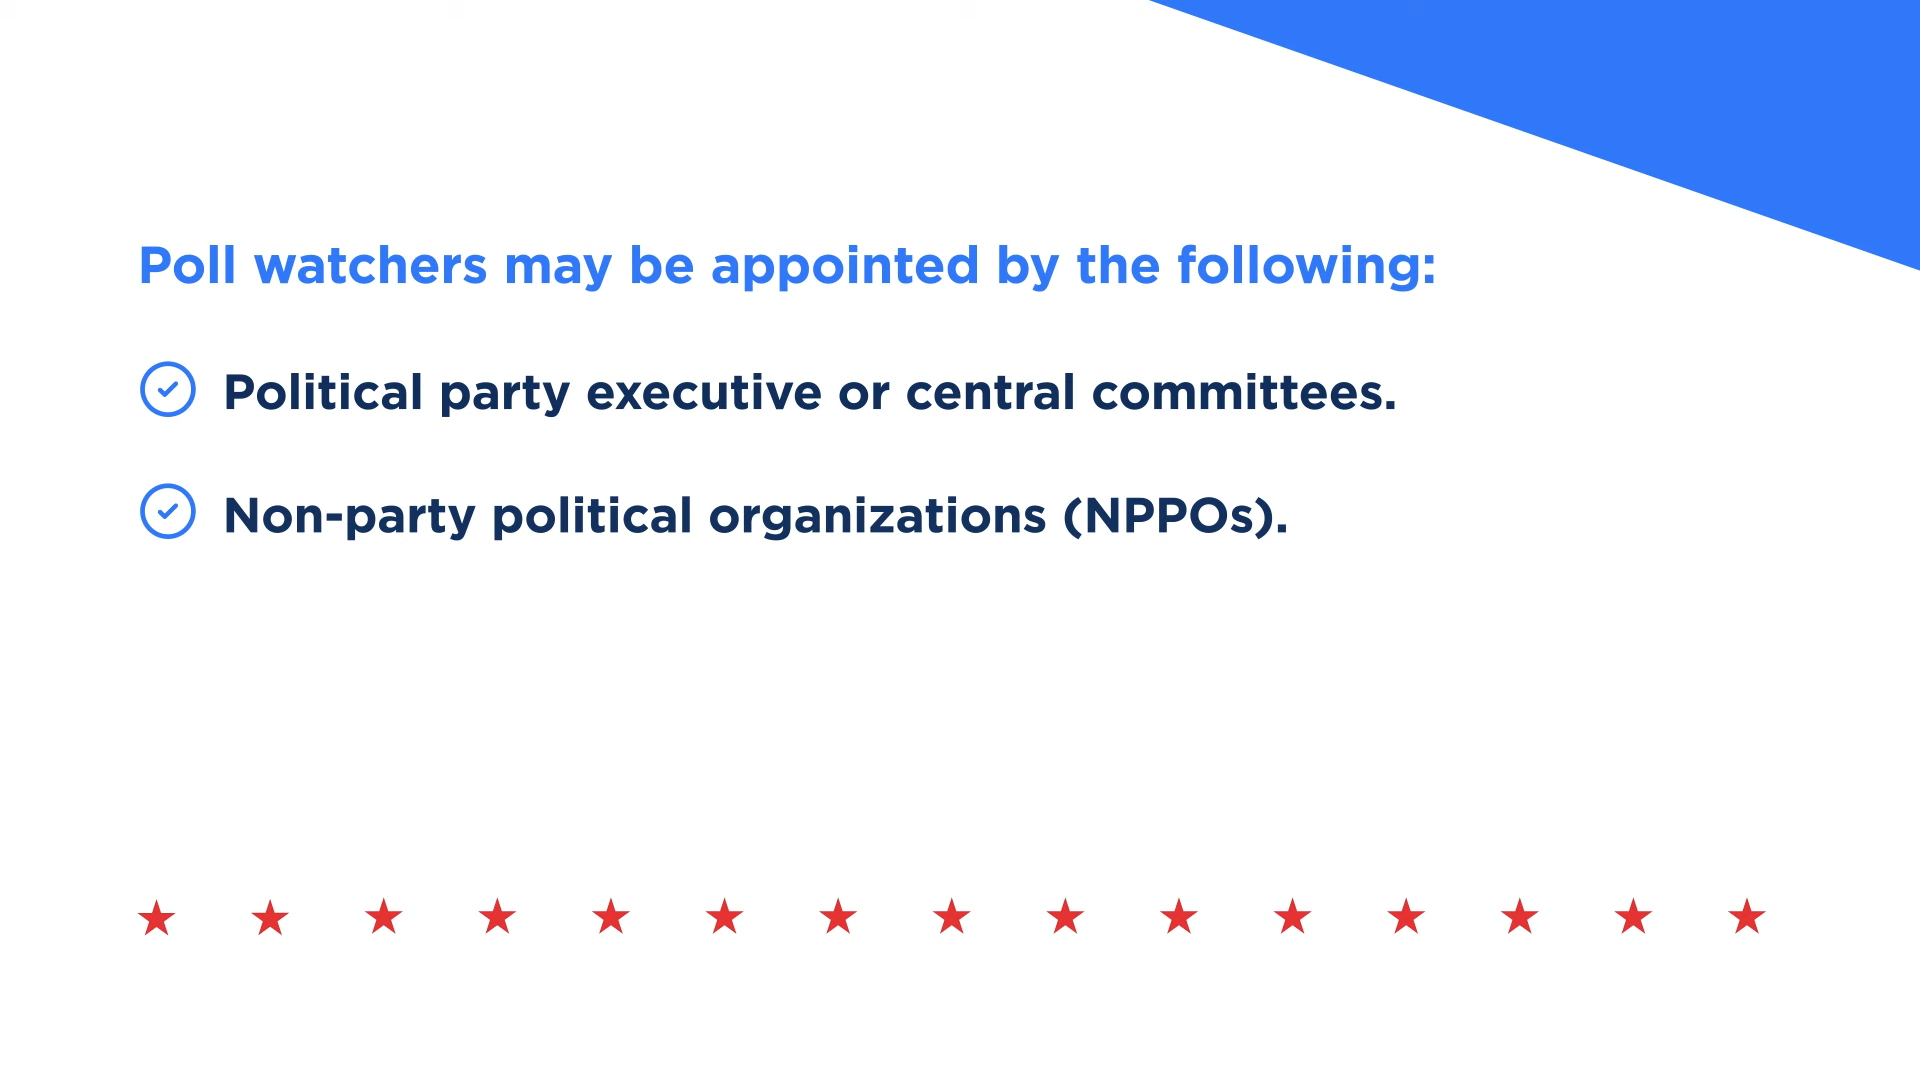 Poll watchers may be appointed by the following:
Political party executive or central committees.
Non-party political organizations (NPPOs).